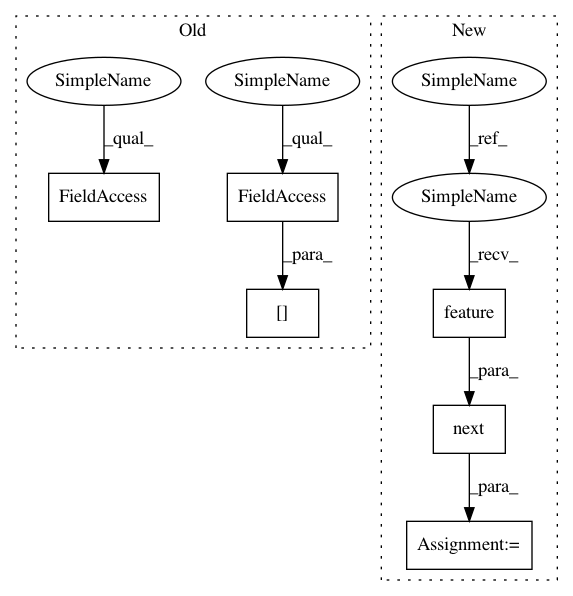 Old
SimpleName
SimpleName
_qual_
_qual_
FieldAccess
FieldAccess
_para_
[]
New
SimpleName
_ref_
SimpleName
_recv_
feature
_para_
next
_para_
Assignment:=